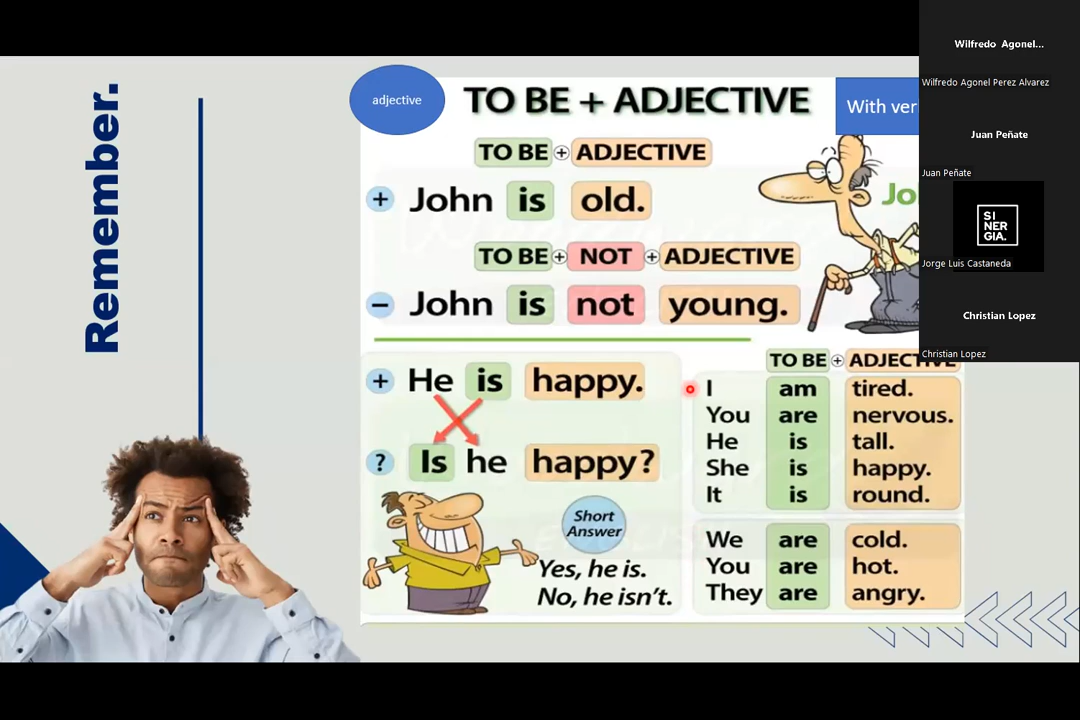 Remember.
adjective
TO BE + ADJECTIVE
With ver
TO BE + ADJECTIVE
+ John is old.
Jo
TO BE + NOT + ADJECTIVE
– John is not young.
+ He is happy.
? Is he happy?
Short
Answer
Yes, he is.
No, he isn't.
TO BE + ADJECTIVE
I am tired.
You are nervous.
He is tall.
She is happy.
It is round.
We are cold.
You are hot.
They are angry.
Wilfredo Agonel...
Wilfredo Agonel Perez Alvarez
Juan Peñate
Juan Peñate
SI
NER
GIA.
Jorge Luis Castaneda
Christian Lopez
Christian Lopez